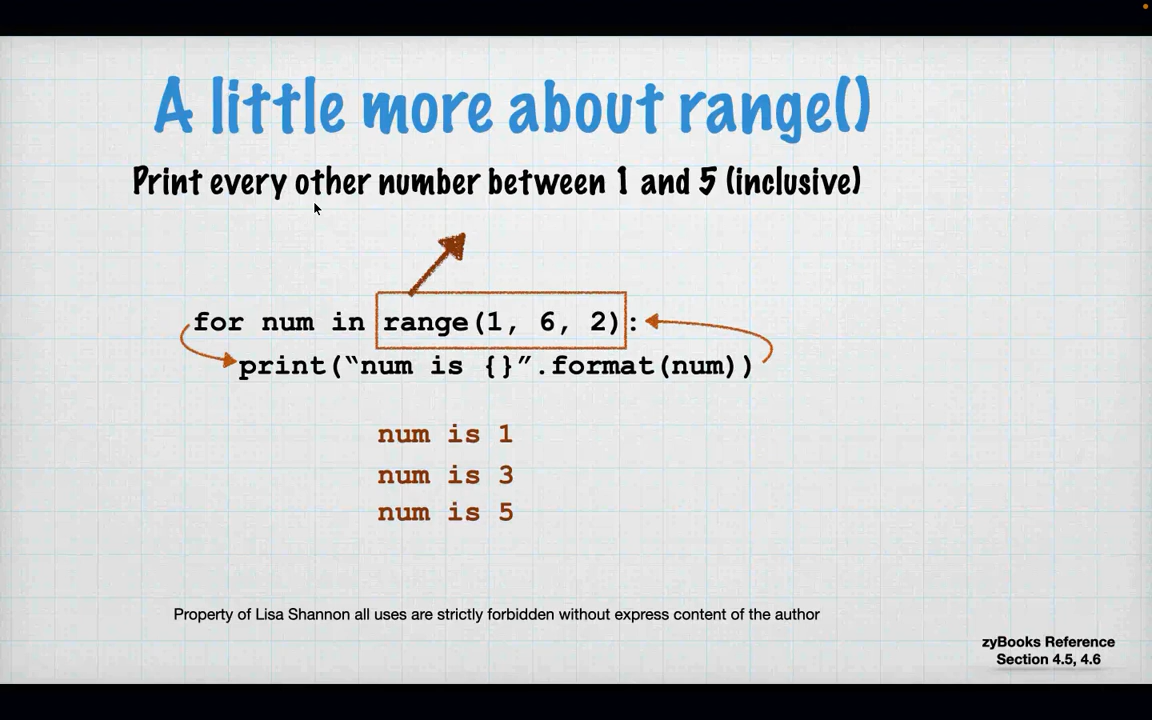 A little more about range()
Print every other number between 1 and 5 (inclusive)
for num in range(1, 6, 2):
print(“num is {}”.format(num))
num is 1
num is 3
num is 5
Property of Lisa Shannon all uses are strictly forbidden without express content of the author
zyBooks Reference
Section 4.5, 4.6